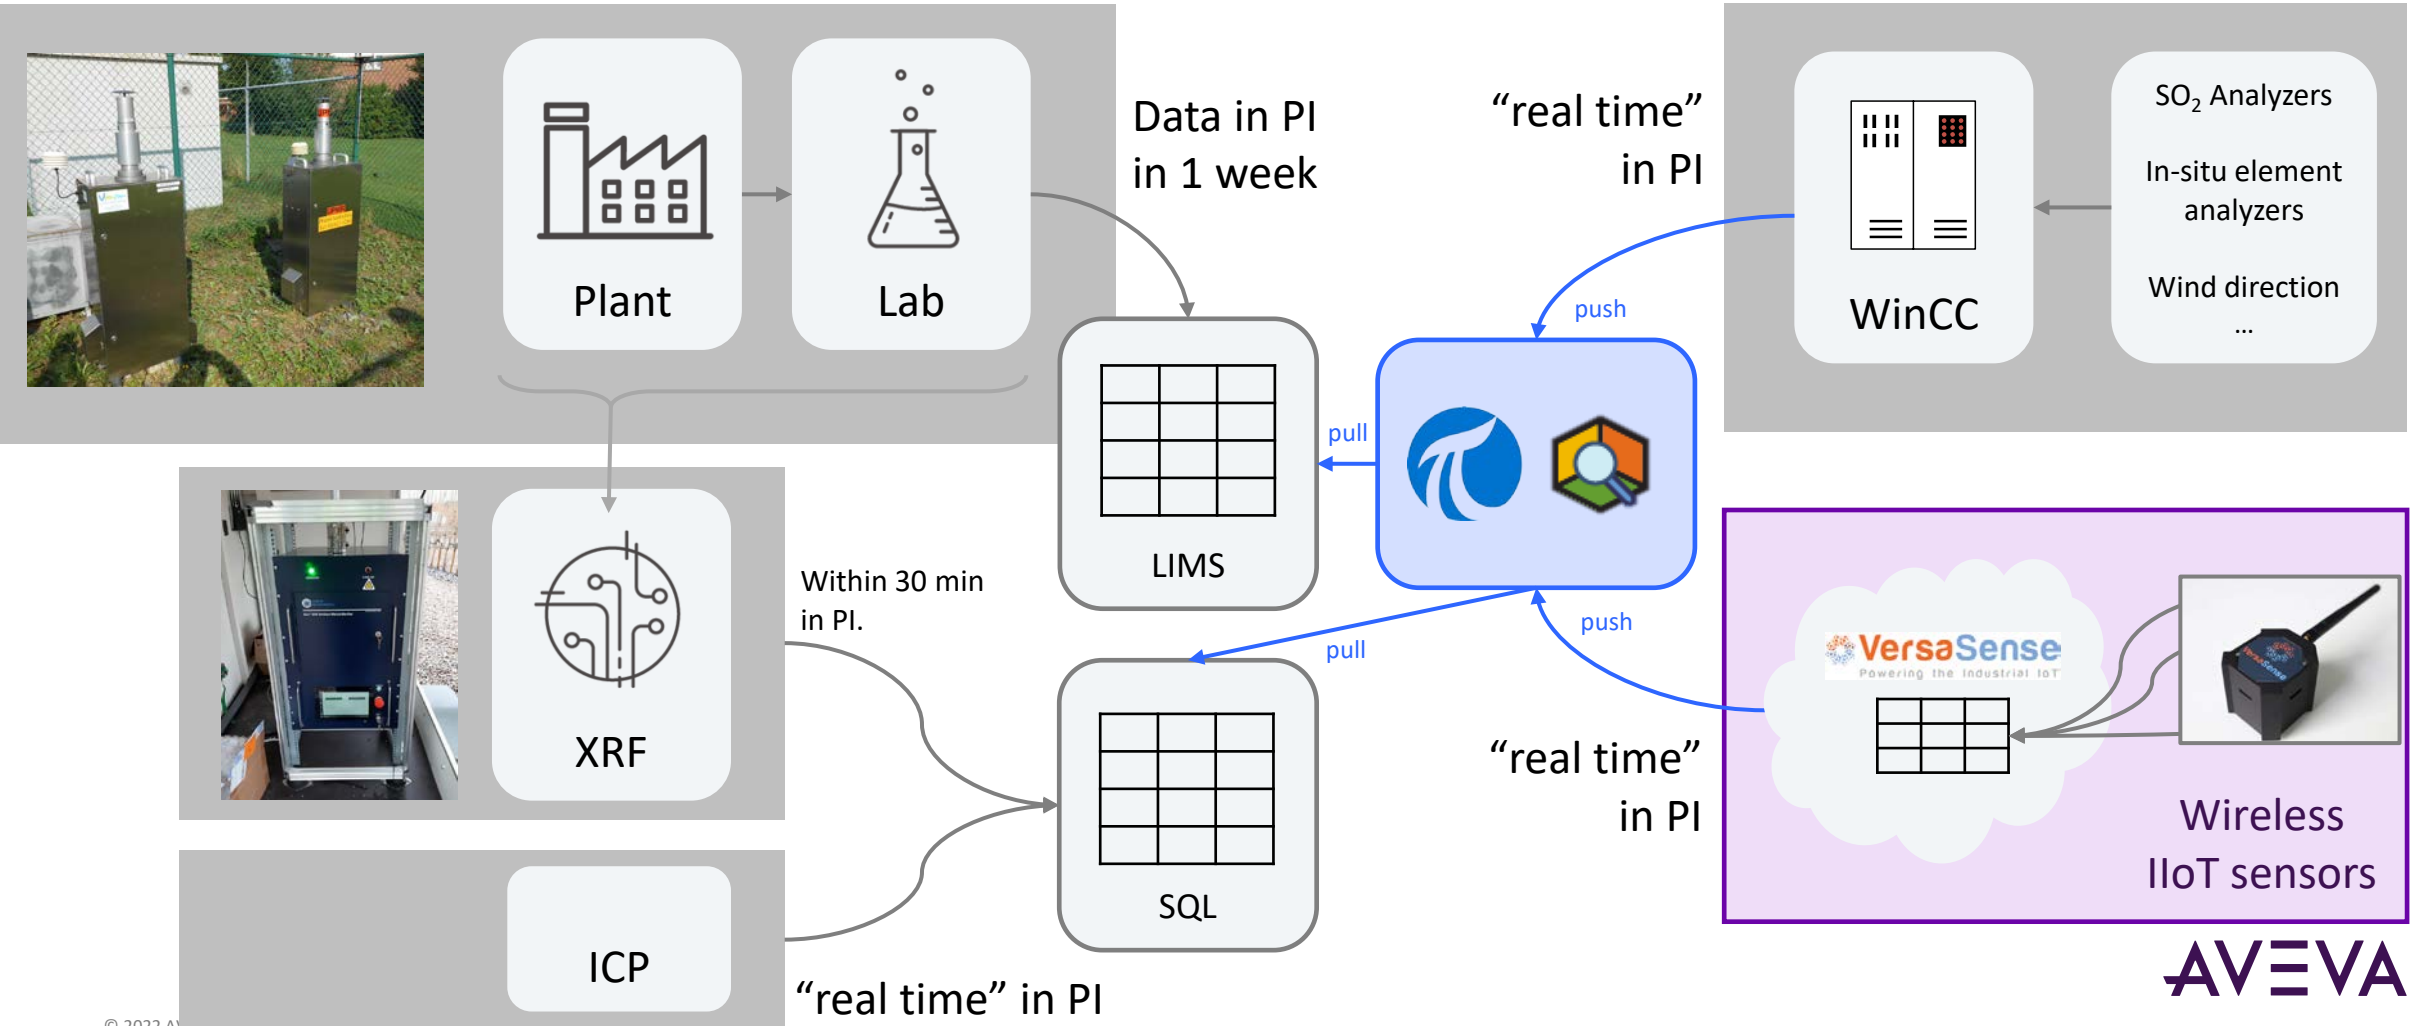 Plant
Lab
Data in PI
in 1 week
“real time”
in PI
WinCC
SO₂ Analyzers
In-situ element
analyzers
Wind direction
...
push
pull
LIMS
XRF
Within 30 min
in PI.
pull
push
SQL
ICP
“real time” in PI
“real time”
in PI
VersaSense
Powering the Industrial IoT
VersaSense
Wireless
IIoT sensors
AVEVA
© 2022